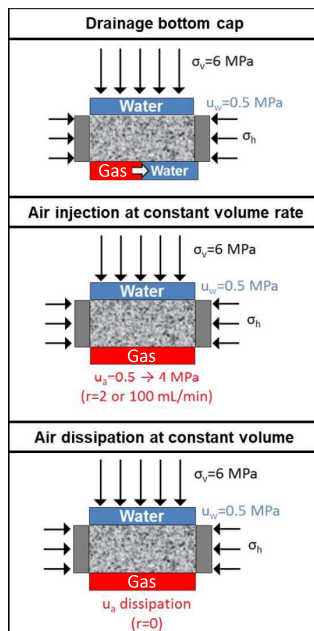 Drainage bottom cap
σv=6 MPa
Water
uw=0.5 MPa
σh
Gas
Water
Air injection at constant volume rate
σv=6 MPa
Water
uw=0.5 MPa
σh
Gas
ua=0.5 → 4 MPa
(r=2 or 100 mL/min)
Air dissipation at constant volume
σv=6 MPa
Water
uw=0.5 MPa
σh
Gas
ua dissipation
(r=0)